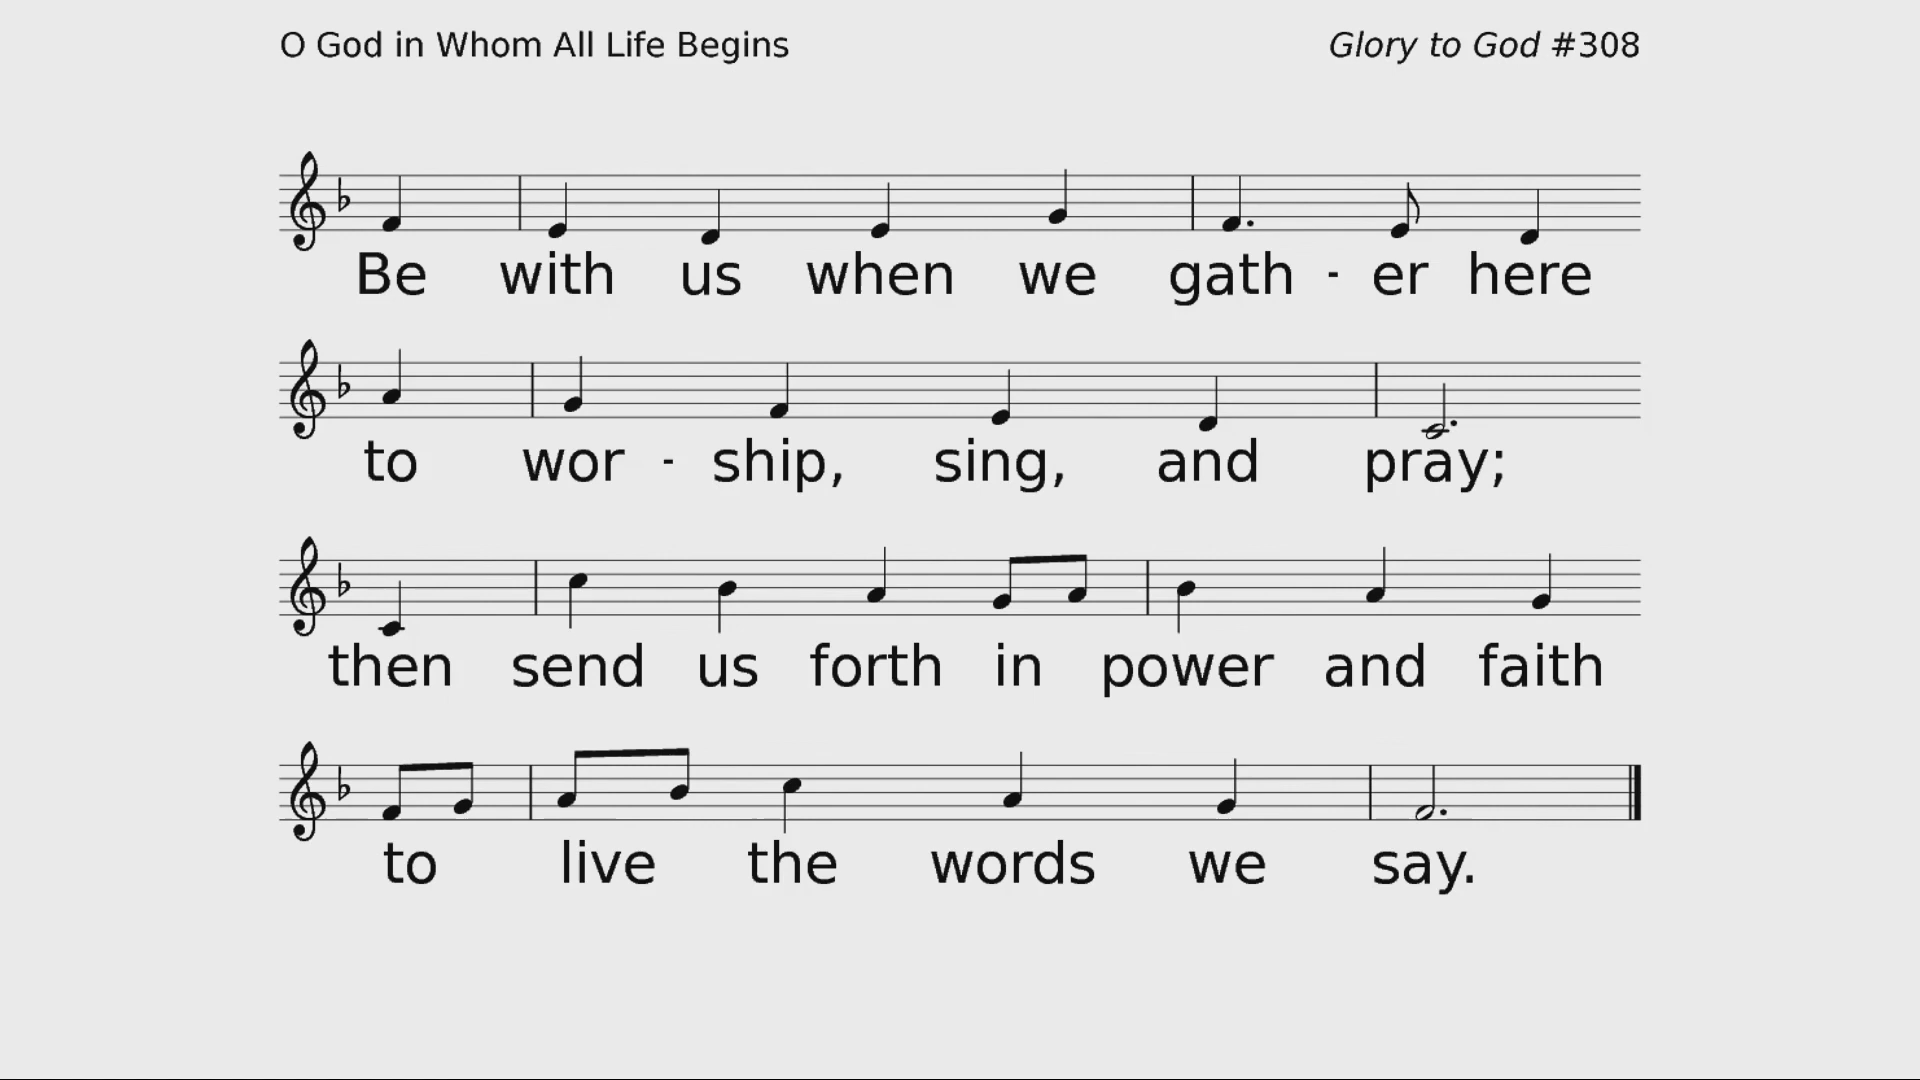 O God in Whom All Life Begins
Glory to God #308
Be with us when we gath - er here
to wor - ship, sing, and pray;
then send us forth in power and faith
to live the words we say.